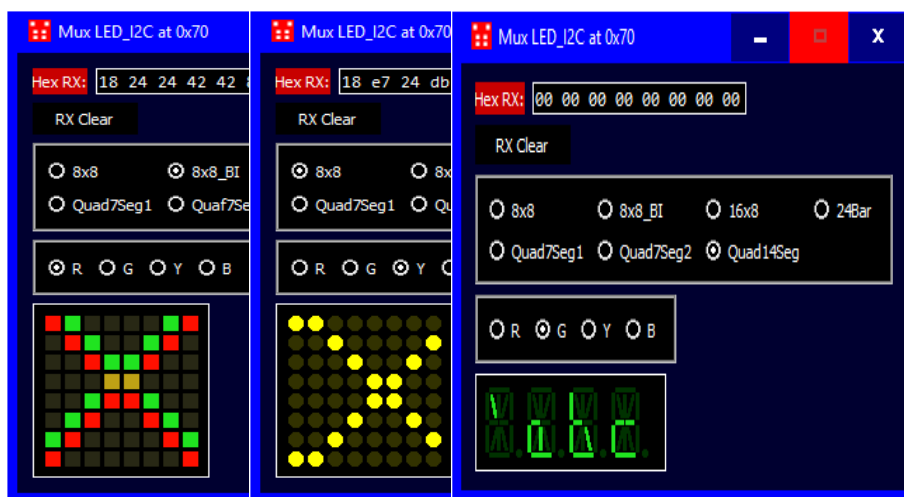 Mux LED_I2C at 0x70
Hex RX: 18 24 24 42 42
RX Clear
8x8 8x8_BI
Quad7Seg1 Quaf7Se
R G Y B
Mux LED_I2C at 0x70
Hex RX: 18 e7 24 db
RX Clear
8x8 8x
Quad7Seg1 Qu
R G Y
Mux LED_I2C at 0x70
Hex RX: 00 00 00 00 00 00 00 00
RX Clear
8x8 8x8_BI 16x8 24Bar
Quad7Seg1 Quad7Seg2 Quad14Seg
R G Y B